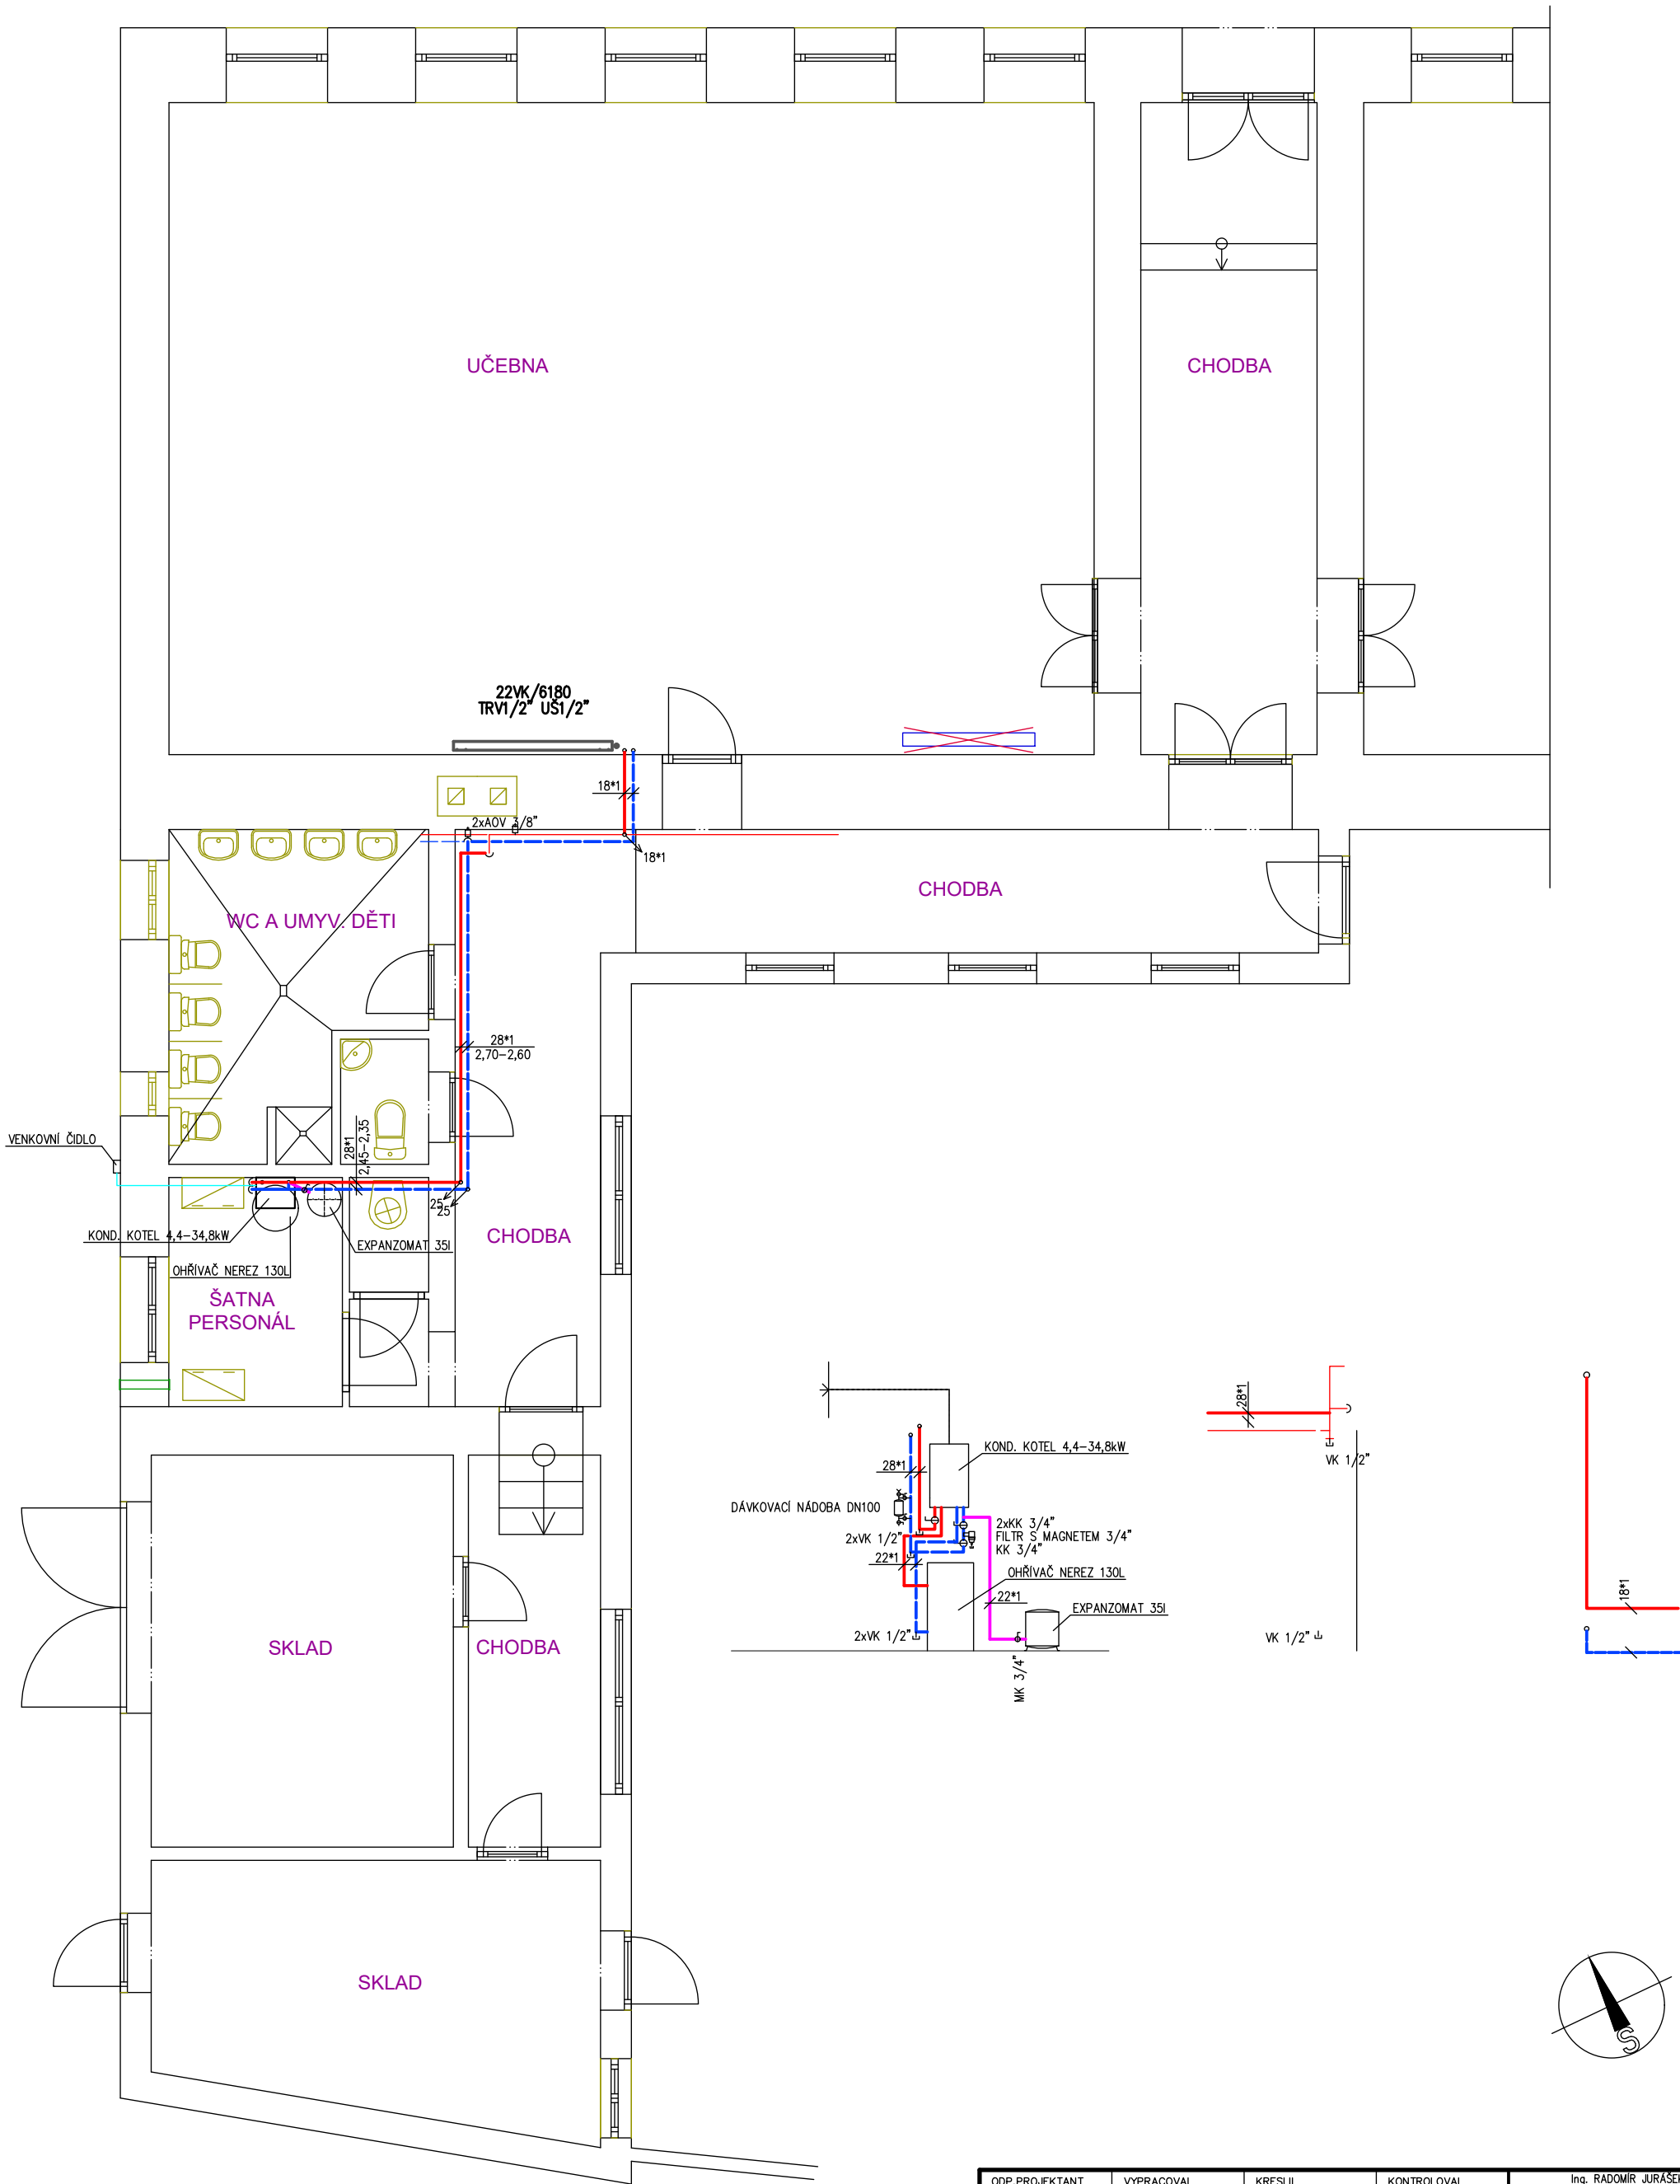 UČEBNA
CHODBA
22VK/6180
TRV1/2" UŠ1/2"
18*1
2xAOV 3/8"
18*1
CHODBA
WC A UMYV. DĚTI
28*1
2,70-2,60
28*1
2,45-2,35
VENKOVNÍ ČIDLO
25
25
KOND. KOTEL 4,4-34,8kW
EXPANZOMAT 35l
CHODBA
OHŘÍVAČ NEREZ 130L
ŠATNA
PERSONÁL
28*1
KOND. KOTEL 4,4-34,8kW
VK 1/2"
28*1
DÁVKOVACÍ NÁDOBA DN100
2xKK 3/4"
FILTR S MAGNETEM 3/4"
KK 3/4"
2xVK 1/2"
22*1
OHŘÍVAČ NEREZ 130L
22*1
EXPANZOMAT 35l
18*1
2xVK 1/2"
VK 1/2"
MK 3/4"
SKLAD
CHODBA
SKLAD
S
ODP.PROJEKTANT
VYPRACOVAL
KRESLIL
KONTROLOVAL
Ing. RADOMÍR